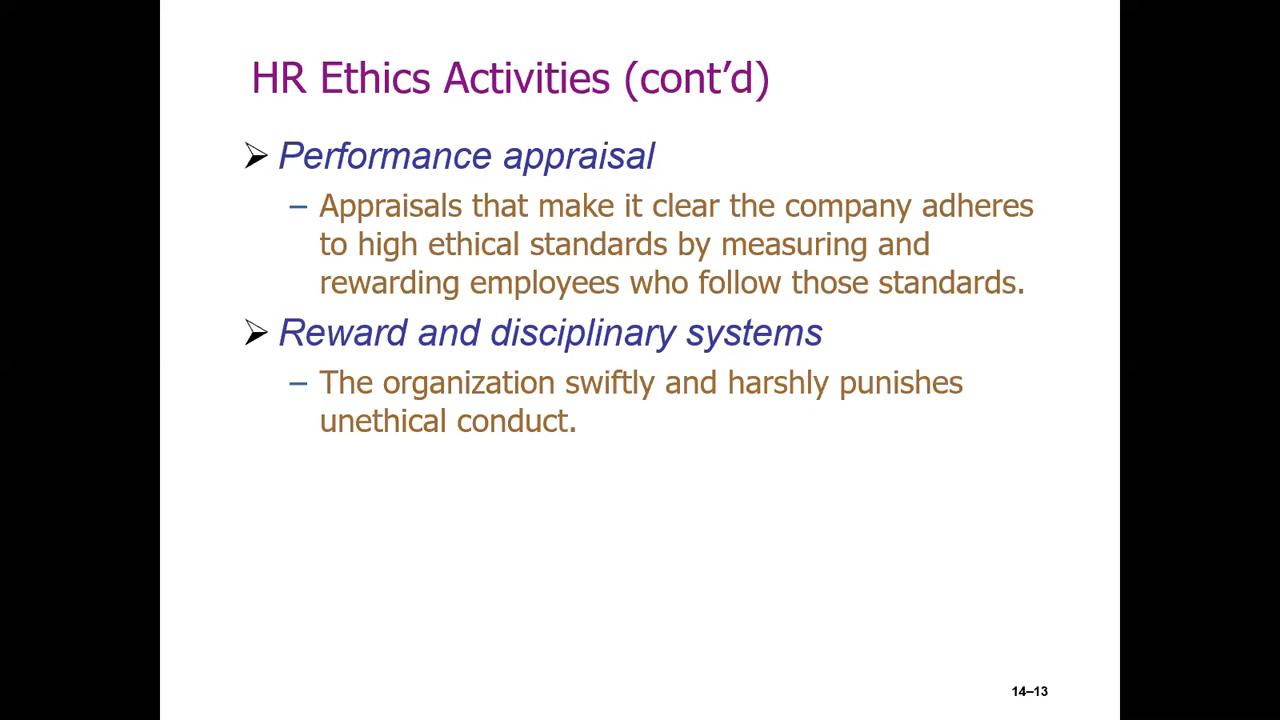 HR Ethics Activities (cont’d)
➢ Performance appraisal
– Appraisals that make it clear the company adheres
to high ethical standards by measuring and
rewarding employees who follow those standards.
➢ Reward and disciplinary systems
– The organization swiftly and harshly punishes
unethical conduct.
14–13